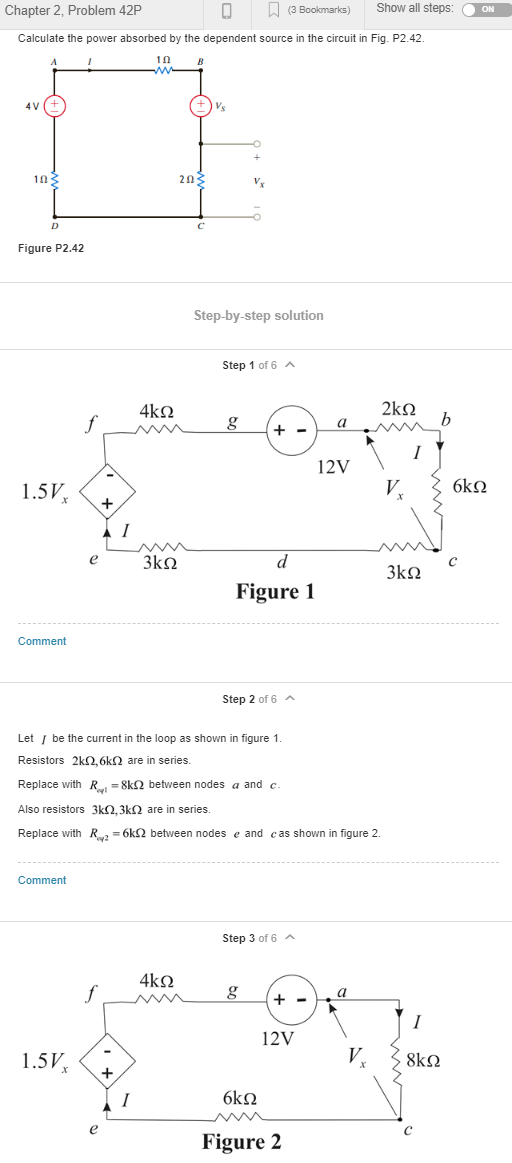 Chapter 2, Problem 42P
(3 Bookmarks)
Show all steps:
ON
Calculate the power absorbed by the dependent source in the circuit in Fig. P2.42.
A
I
1Ω
B
4 V
+
+
Vs
1Ω
2Ω
+
Vx
D
C
Figure P2.42
Step-by-step solution
Step 1 of 6
4kΩ
2kΩ
f
g
+ -
a
b
12V
I
1.5Vx
-
+
Vx
6kΩ
I
e
3kΩ
d
3kΩ
c
Figure 1
Comment
Step 2 of 6
Let I be the current in the loop as shown in figure 1.
Resistors 2kΩ,6kΩ are in series.
Replace with Req1 = 8kΩ between nodes a and c.
Also resistors 3kΩ,3kΩ are in series.
Replace with Req2 = 6kΩ between nodes e and c as shown in figure 2.
Comment
Step 3 of 6
4kΩ
f
g
+ -
a
12V
I
1.5Vx
-
+
Vx
8kΩ
I
6kΩ
e
c
Figure 2